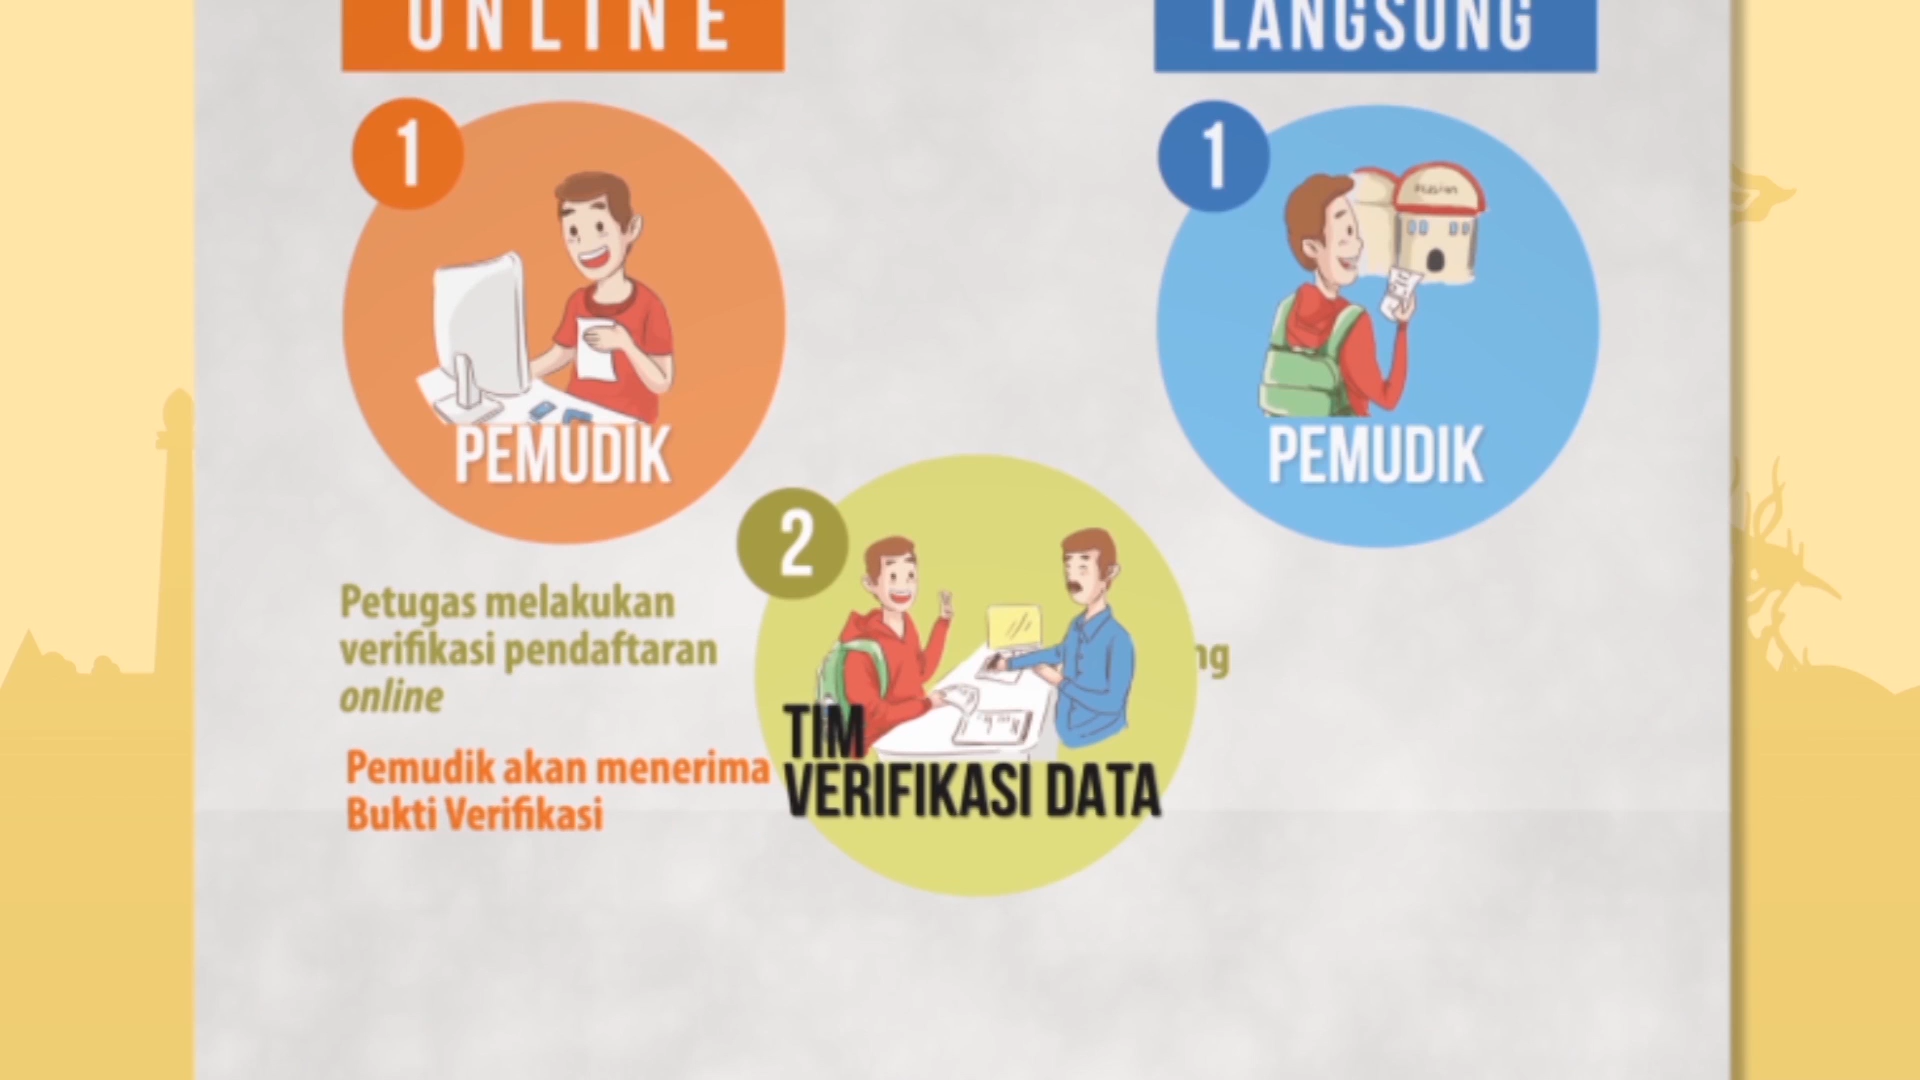 ONLINE
LANGSUNG
1
1
PEMUDIK
PEMUDIK
2
Petugas melakukan
verifikasi pendaftaran
online
ng
TIM
VERIFIKASI DATA
Pemudik akan menerima
Bukti Verifikasi